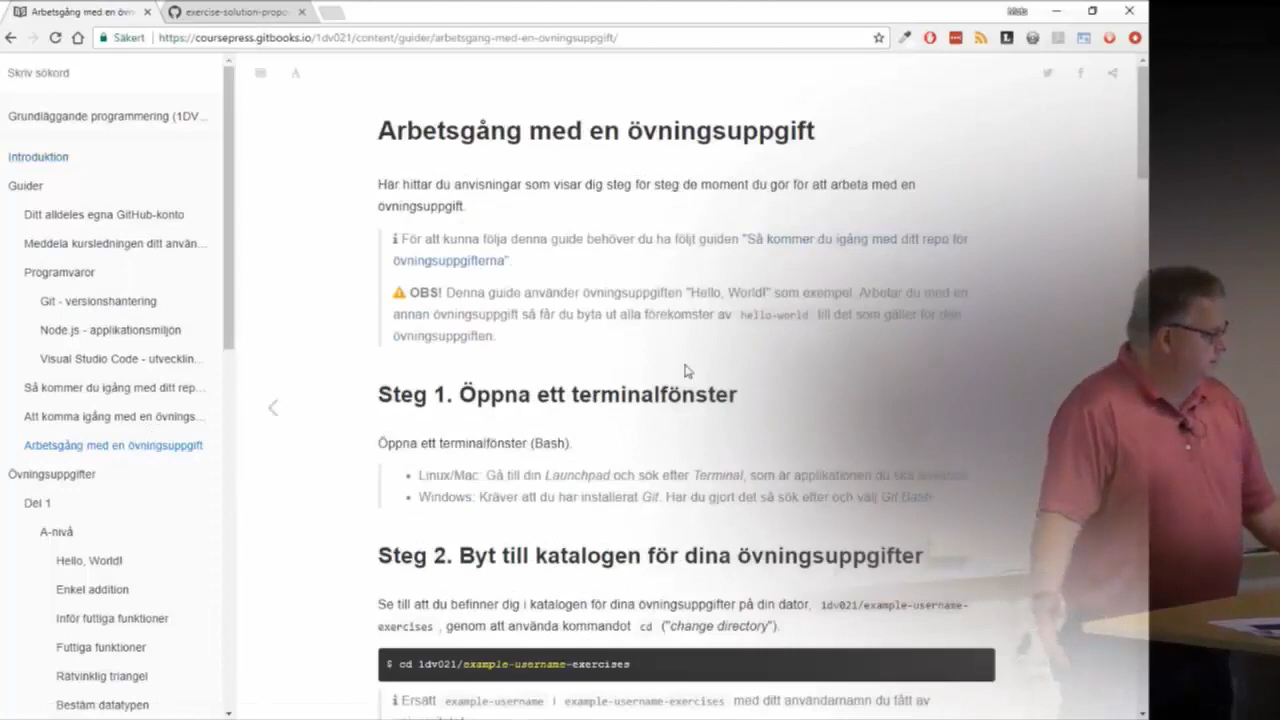 Arbetsgång med en övn
exercise-solution-propo
Mats
Säkert
https://coursepress.gitbooks.io/1dv021/content/guider/arbetsgang-med-en-ovningsuppgift/
Skriv sökord
Grundläggande programmering (1DV...
Introduktion
Guider
Ditt alldeles egna GitHub-konto
Meddela kursledningen ditt använ...
Programvaror
Git - versionshantering
Node.js - applikationsmiljön
Visual Studio Code - utvecklin...
Så kommer du igång med ditt rep...
Att komma igång med en övnings...
Arbetsgång med en övningsuppgift
Övningsuppgifter
Del 1
A-nivå
Hello, World!
Enkel addition
Inför futtiga funktioner
Futtiga funktioner
Rätvinklig triangel
Bestäm datatypen
Arbetsgång med en övningsuppgift
Här hittar du anvisningar som visar dig steg för steg de moment du gör för att arbeta med en
övningsuppgift.
För att kunna följa denna guide behöver du ha följt guiden "Så kommer du igång med ditt repo för
övningsuppgifterna".
OBS! Denna guide använder övningsuppgiften "Hello, World!" som exempel. Arbetar du med en
annan övningsuppgift så får du byta ut alla förekomster av hello-world till det som gäller för den
övningsuppgiften.
Steg 1. Öppna ett terminalfönster
Öppna ett terminalfönster (Bash).
• Linux/Mac: Gå till din Launchpad och sök efter Terminal, som är applikationen du ska
• Windows: Kräver att du har installerat Git. Har du gjort det så sök efter och välj Git Bash.
Steg 2. Byt till katalogen för dina övningsuppgifter
Se till att du befinner dig i katalogen för dina övningsuppgifter på din dator, 1dv021/example-username-
exercises , genom att använda kommandot cd ("change directory").
$ cd 1dv021/example-username-exercises
Ersätt example-username i example-username-exercises med ditt användarnamn du fått av